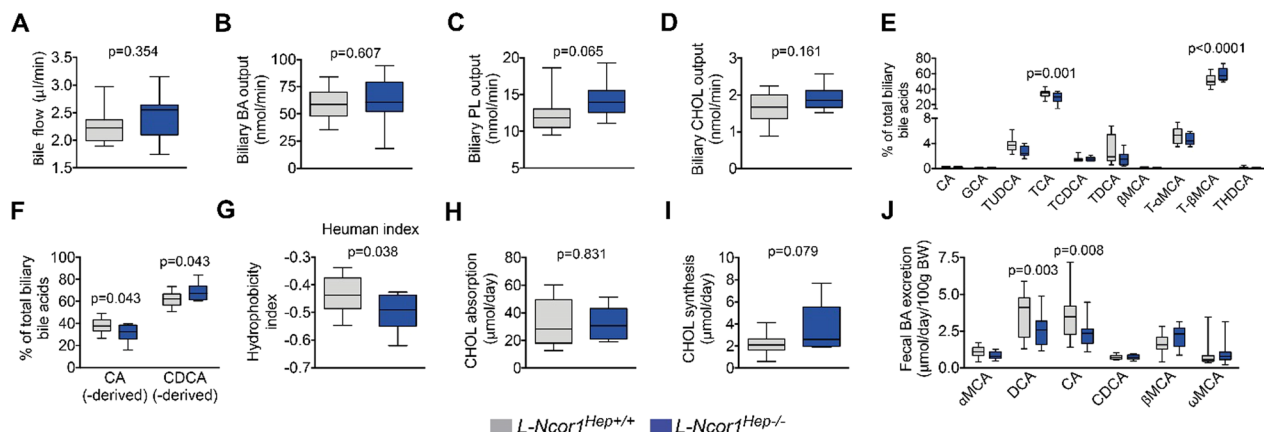 A
p=0.354
Bile flow (µl/min)
3.5
3.0
2.5
2.0
1.5
B
p=0.607
Biliary BA output
(nmol/min)
125
100
75
50
25
0
C
p=0.065
Biliary PL output
(nmol/min)
20
15
10
5
D
p=0.161
Biliary CHOL output
(nmol/min)
3
2
1
0
E
p<0.0001
p=0.001
% of total biliary
bile acids
100
80
60
40
20
8
4
0
CA
GCA
TUDCA
TCA
TCDCA
TDCA
βMCA
T-αMCA
T-βMCA
THDCA
F
p=0.043
p=0.043
% of total biliary
bile acids
100
80
60
40
20
0
CA
(-derived)
CDCA
(-derived)
G
Heuman index
p=0.038
Hydrophobicity
index
-0.3
-0.4
-0.5
-0.6
-0.7
H
p=0.831
CHOL absorption
(µmol/day)
80
60
40
20
0
I
p=0.079
CHOL synthesis
(µmol/day)
10
8
6
4
2
0
J
p=0.003
p=0.008
Fecal BA excretion
(µmol/day/100g BW)
7.5
5.0
2.5
0
αMCA
DCA
CA
CDCA
βMCA
ωMCA
L-Ncor1Hep+/+
L-Ncor1Hep-/-